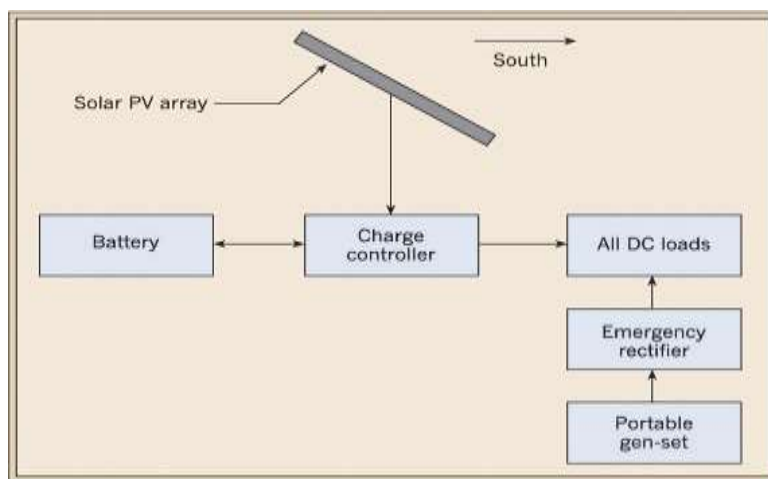 South
Solar PV array
Battery
Charge
controller
All DC loads
Emergency
rectifier
Portable
gen-set